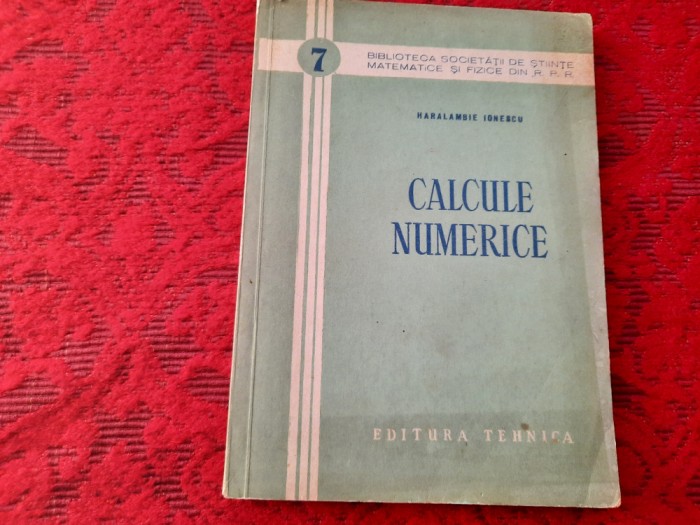 7
BIBLIOTECA SOCIETĂȚII DE ȘTIINȚE
MATEMATICE ȘI FIZICE DIN R. P. R.
HARALAMBIE IONESCU
CALCULE
NUMERICE
EDITURA TEHNICA